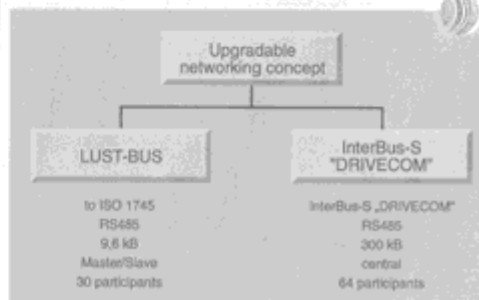 Upgradable
networking concept
LUST-BUS
to ISO 1745
RS485
9,6 kB
Master/Slave
30 participants
InterBus-S
"DRIVECOM"
InterBus-S „DRIVECOM"
RS485
300 kB
central
64 participants